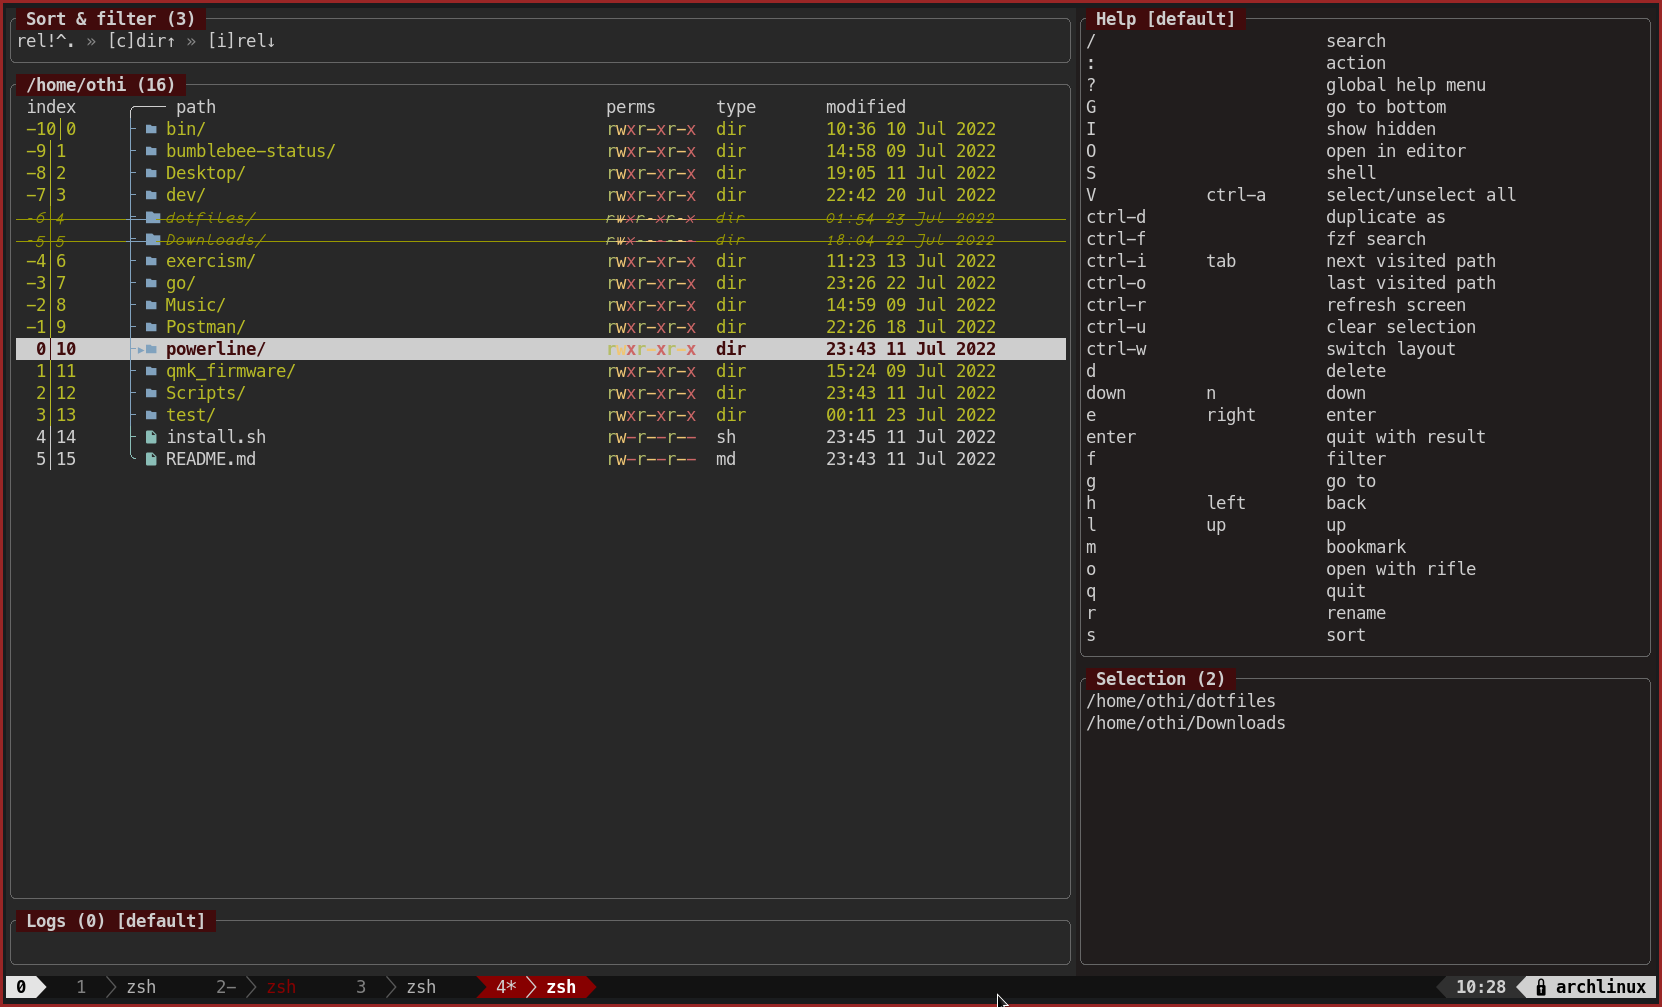 Sort & filter (3)
rel!^. » [c]dir↑ » [i]rel↓
/home/othi (16)
index path perms type modified
-10|0 bin/ rwxr-xr-x dir 10:36 10 Jul 2022
-9|1 bumblebee-status/ rwxr-xr-x dir 14:58 09 Jul 2022
-8|2 Desktop/ rwxr-xr-x dir 19:05 11 Jul 2022
-7|3 dev/ rwxr-xr-x dir 22:42 20 Jul 2022
-6|4 dotfiles/ rwxr-xr-x dir 01:54 23 Jul 2022
-5|5 Downloads/ rwx------ dir 18:04 22 Jul 2022
-4|6 exercism/ rwxr-xr-x dir 11:23 13 Jul 2022
-3|7 go/ rwxr-xr-x dir 23:26 22 Jul 2022
-2|8 Music/ rwxr-xr-x dir 14:59 09 Jul 2022
-1|9 Postman/ rwxr-xr-x dir 22:26 18 Jul 2022
0|10 powerline/ rwxr-xr-x dir 23:43 11 Jul 2022
1|11 qmk_firmware/ rwxr-xr-x dir 15:24 09 Jul 2022
2|12 Scripts/ rwxr-xr-x dir 23:43 11 Jul 2022
3|13 test/ rwxr-xr-x dir 00:11 23 Jul 2022
4|14 install.sh rw-r--r-- sh 23:45 11 Jul 2022
5|15 README.md rw-r--r-- md 23:43 11 Jul 2022
Logs (0) [default]
Help [default]
/ search
: action
? global help menu
G go to bottom
I show hidden
O open in editor
S shell
V ctrl-a select/unselect all
ctrl-d duplicate as
ctrl-f fzf search
ctrl-i tab next visited path
ctrl-o last visited path
ctrl-r refresh screen
ctrl-u clear selection
ctrl-w switch layout
d delete
down n down
e right enter
enter quit with result
f filter
g go to
h left back
l up up
m bookmark
o open with rifle
q quit
r rename
s sort
Selection (2)
/home/othi/dotfiles
/home/othi/Downloads
0 1 zsh 2- zsh 3 zsh 4* zsh 10:28 archlinux